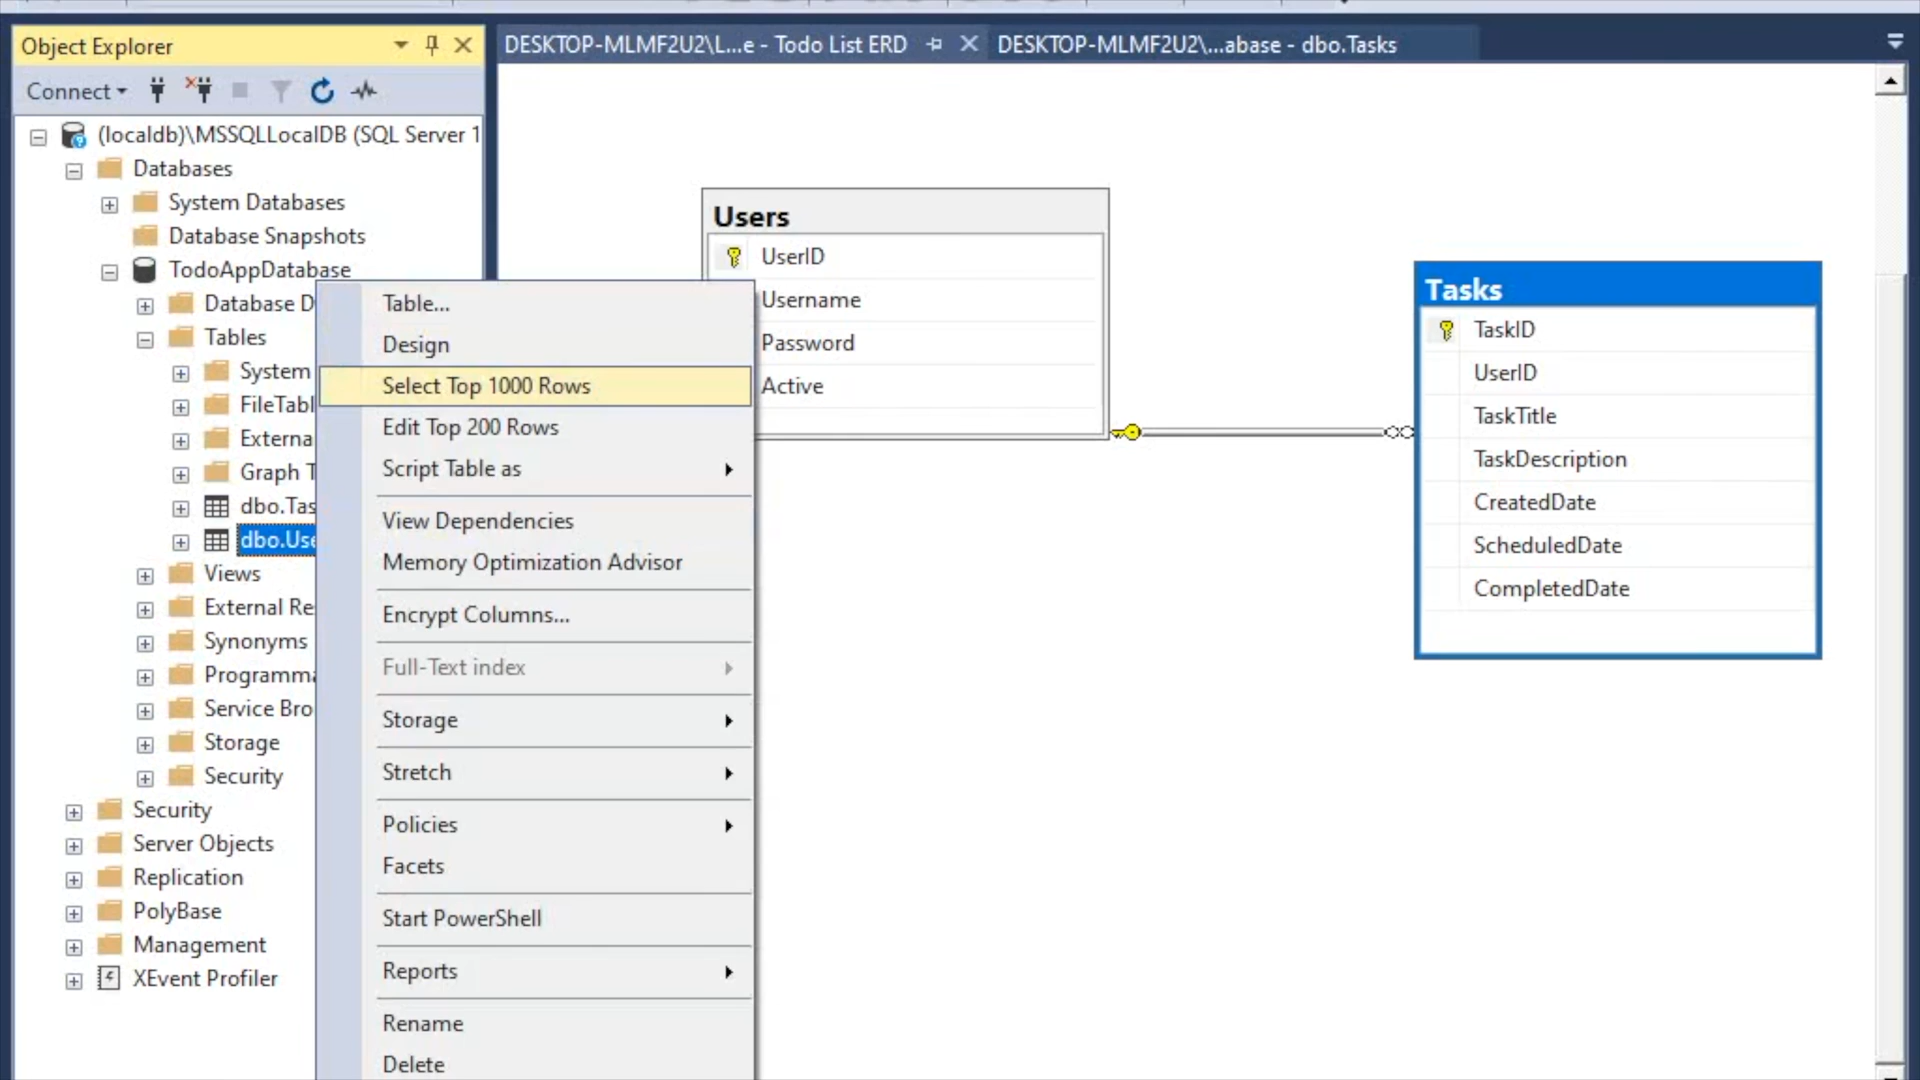 Object Explorer
Connect
(localdb)\MSSQLLocalDB (SQL Server 1
Databases
System Databases
Database Snapshots
TodoAppDatabase
Database D
Tables
System
FileTabl
Externa
Graph T
dbo.Tas
dbo.Use
Views
External Re
Synonyms
Programma
Service Bro
Storage
Security
Security
Server Objects
Replication
PolyBase
Management
XEvent Profiler
Table...
Design
Select Top 1000 Rows
Edit Top 200 Rows
Script Table as
View Dependencies
Memory Optimization Advisor
Encrypt Columns...
Full-Text index
Storage
Stretch
Policies
Facets
Start PowerShell
Reports
Rename
Delete
DESKTOP-MLMF2U2\L...e - Todo List ERD
DESKTOP-MLMF2U2\...abase - dbo.Tasks
Users
UserID
Username
Password
Active
Tasks
TaskID
UserID
TaskTitle
TaskDescription
CreatedDate
ScheduledDate
CompletedDate